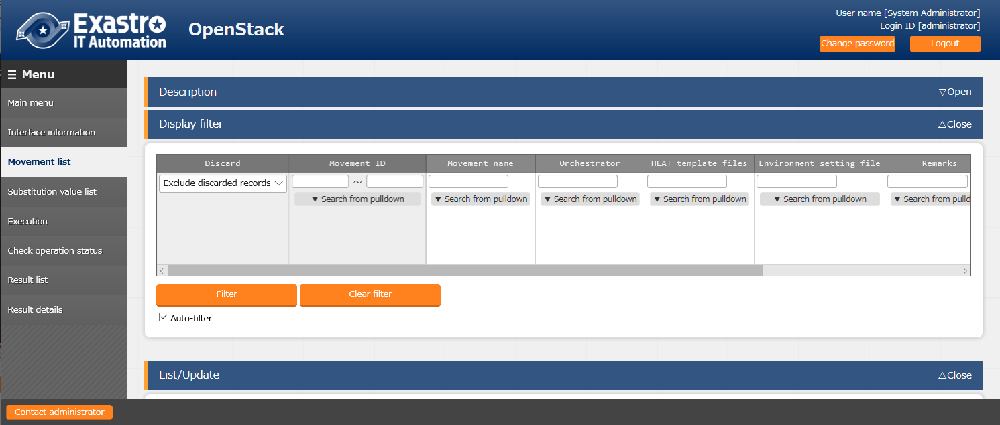 Exastro
IT Automation
OpenStack
User name [System Administrator]
Login ID [administrator]
Change password
Logout
☰ Menu
Main menu
Interface information
Movement list
Substitution value list
Execution
Check operation status
Result list
Result details
Description
▽Open
Display filter
△Close
Discard Movement ID Movement name Orchestrator HEAT template files Environment setting file Remarks
Exclude discarded records ～
▼ Search from pulldown ▼ Search from pulldown ▼ Search from pulldown ▼ Search from pulldown ▼ Search from pulldown ▼ Search from pulld
Filter
Clear filter
Auto-filter
List/Update
△Close
Contact administrator